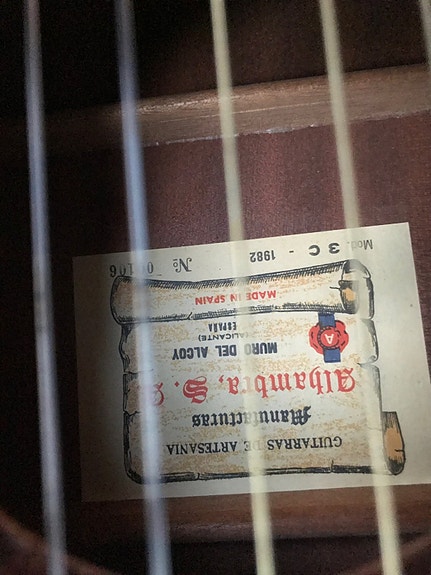 GUITARRAS DE ARTESANIA
Manufacturas
Alhambra, S.
A
MURO DEL ALCOY
(ALICANTE)
ESPAÑA
MADE IN SPAIN
Mod. 3 C - 1982 Nº